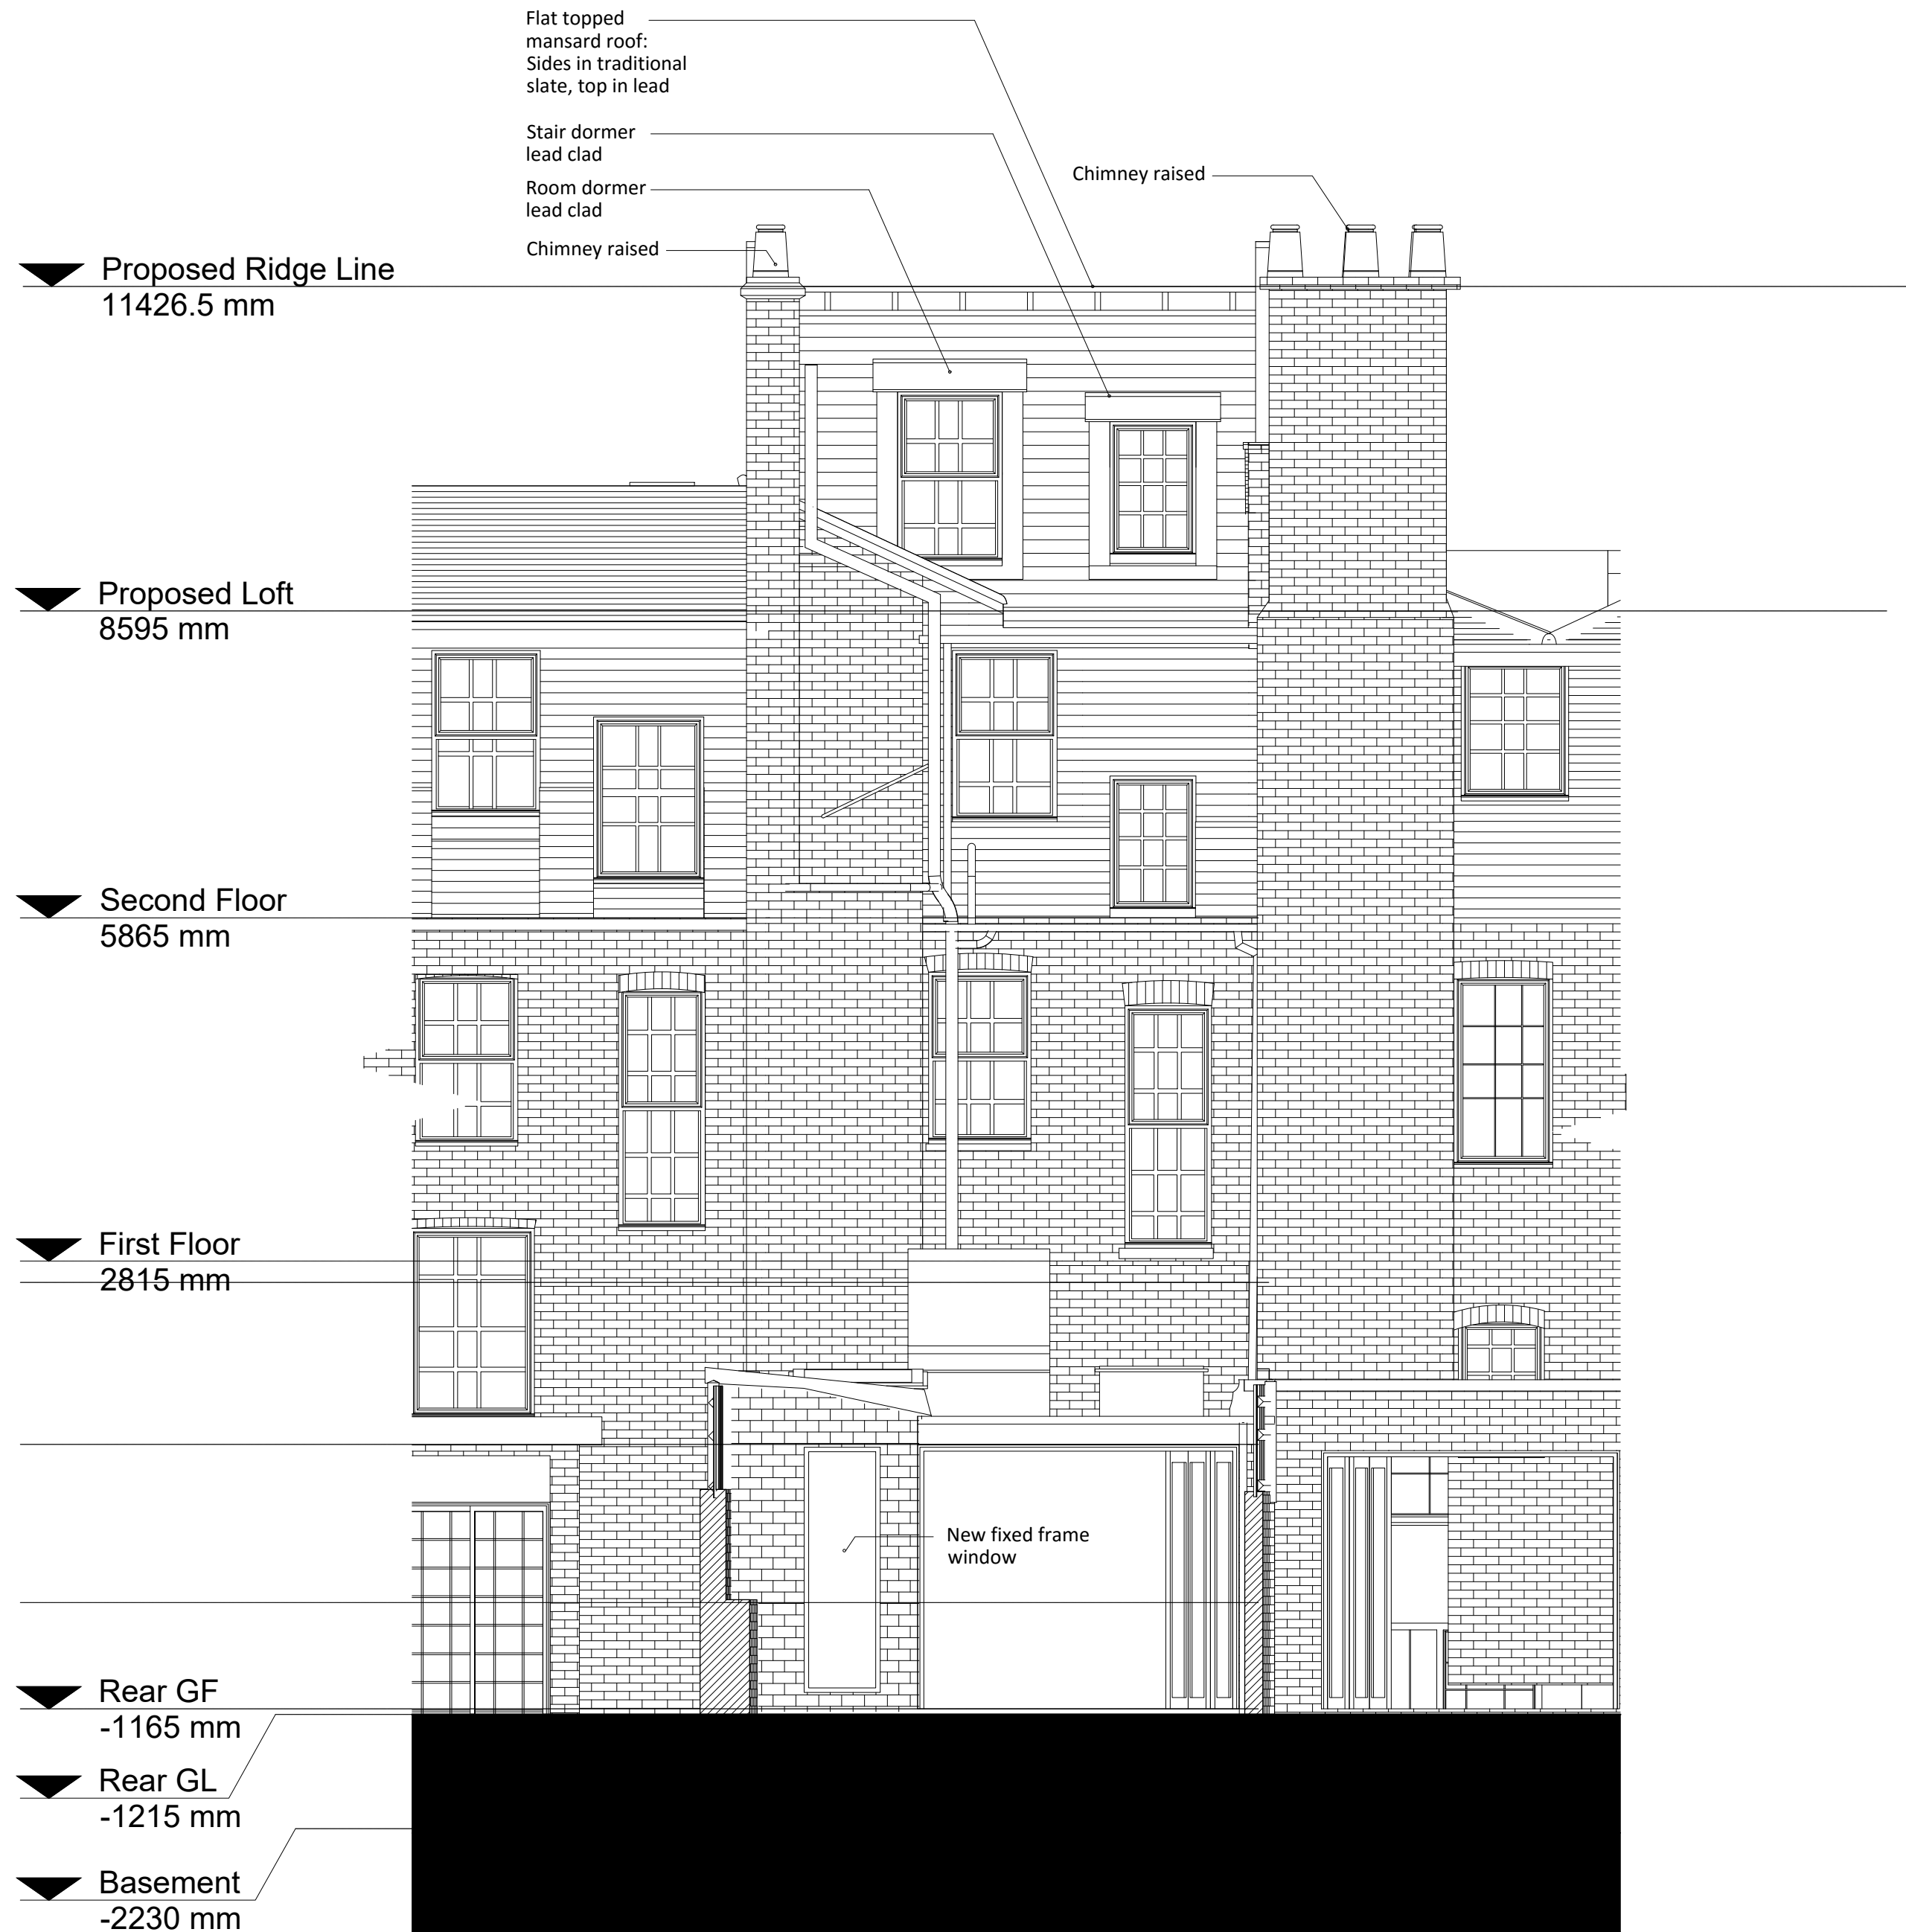 Flat topped
mansard roof:
Sides in traditional
slate, top in lead
Stair dormer
lead clad
Room dormer
lead clad
Chimney raised
Chimney raised
Proposed Ridge Line
11426.5 mm
Proposed Loft
8595 mm
Second Floor
5865 mm
First Floor
2815 mm
New fixed frame
window
Rear GF
-1165 mm
Rear GL
-1215 mm
Basement
-2230 mm